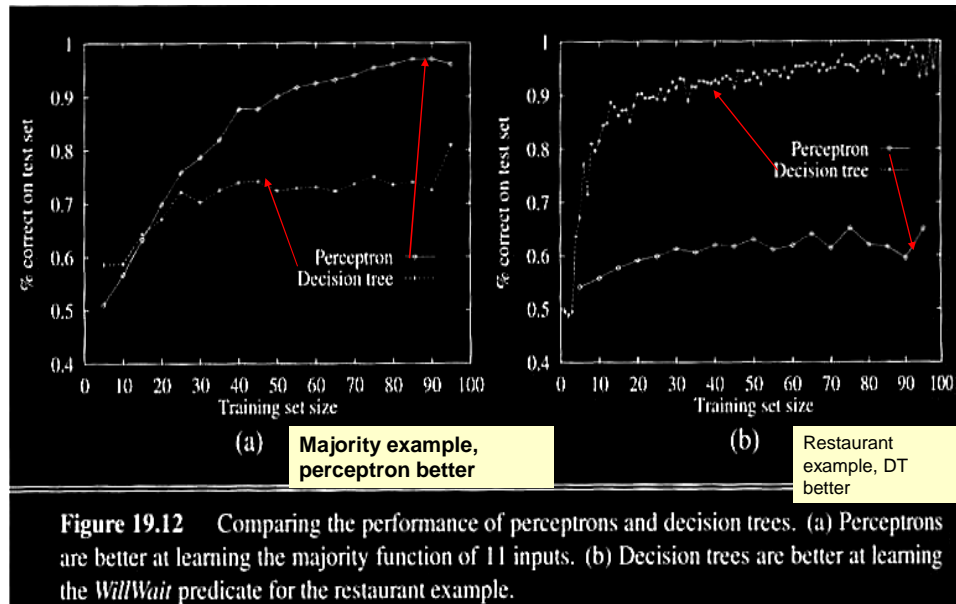 1
0.9
0.8
0.7
0.6
0.5
0.4
% correct on test set
Perceptron
Decision tree
0 10 20 30 40 50 60 70 80 90 100
Training set size
(a)
Majority example,
perceptron better
1
0.9
0.8
0.7
0.6
0.5
0.4
% correct on test set
Perceptron
Decision tree
0 10 20 30 40 50 60 70 80 90 100
Training set size
(b)
Restaurant
example, DT
better
Figure 19.12 Comparing the performance of perceptrons and decision trees. (a) Perceptrons
are better at learning the majority function of 11 inputs. (b) Decision trees are better at learning
the WillWait predicate for the restaurant example.